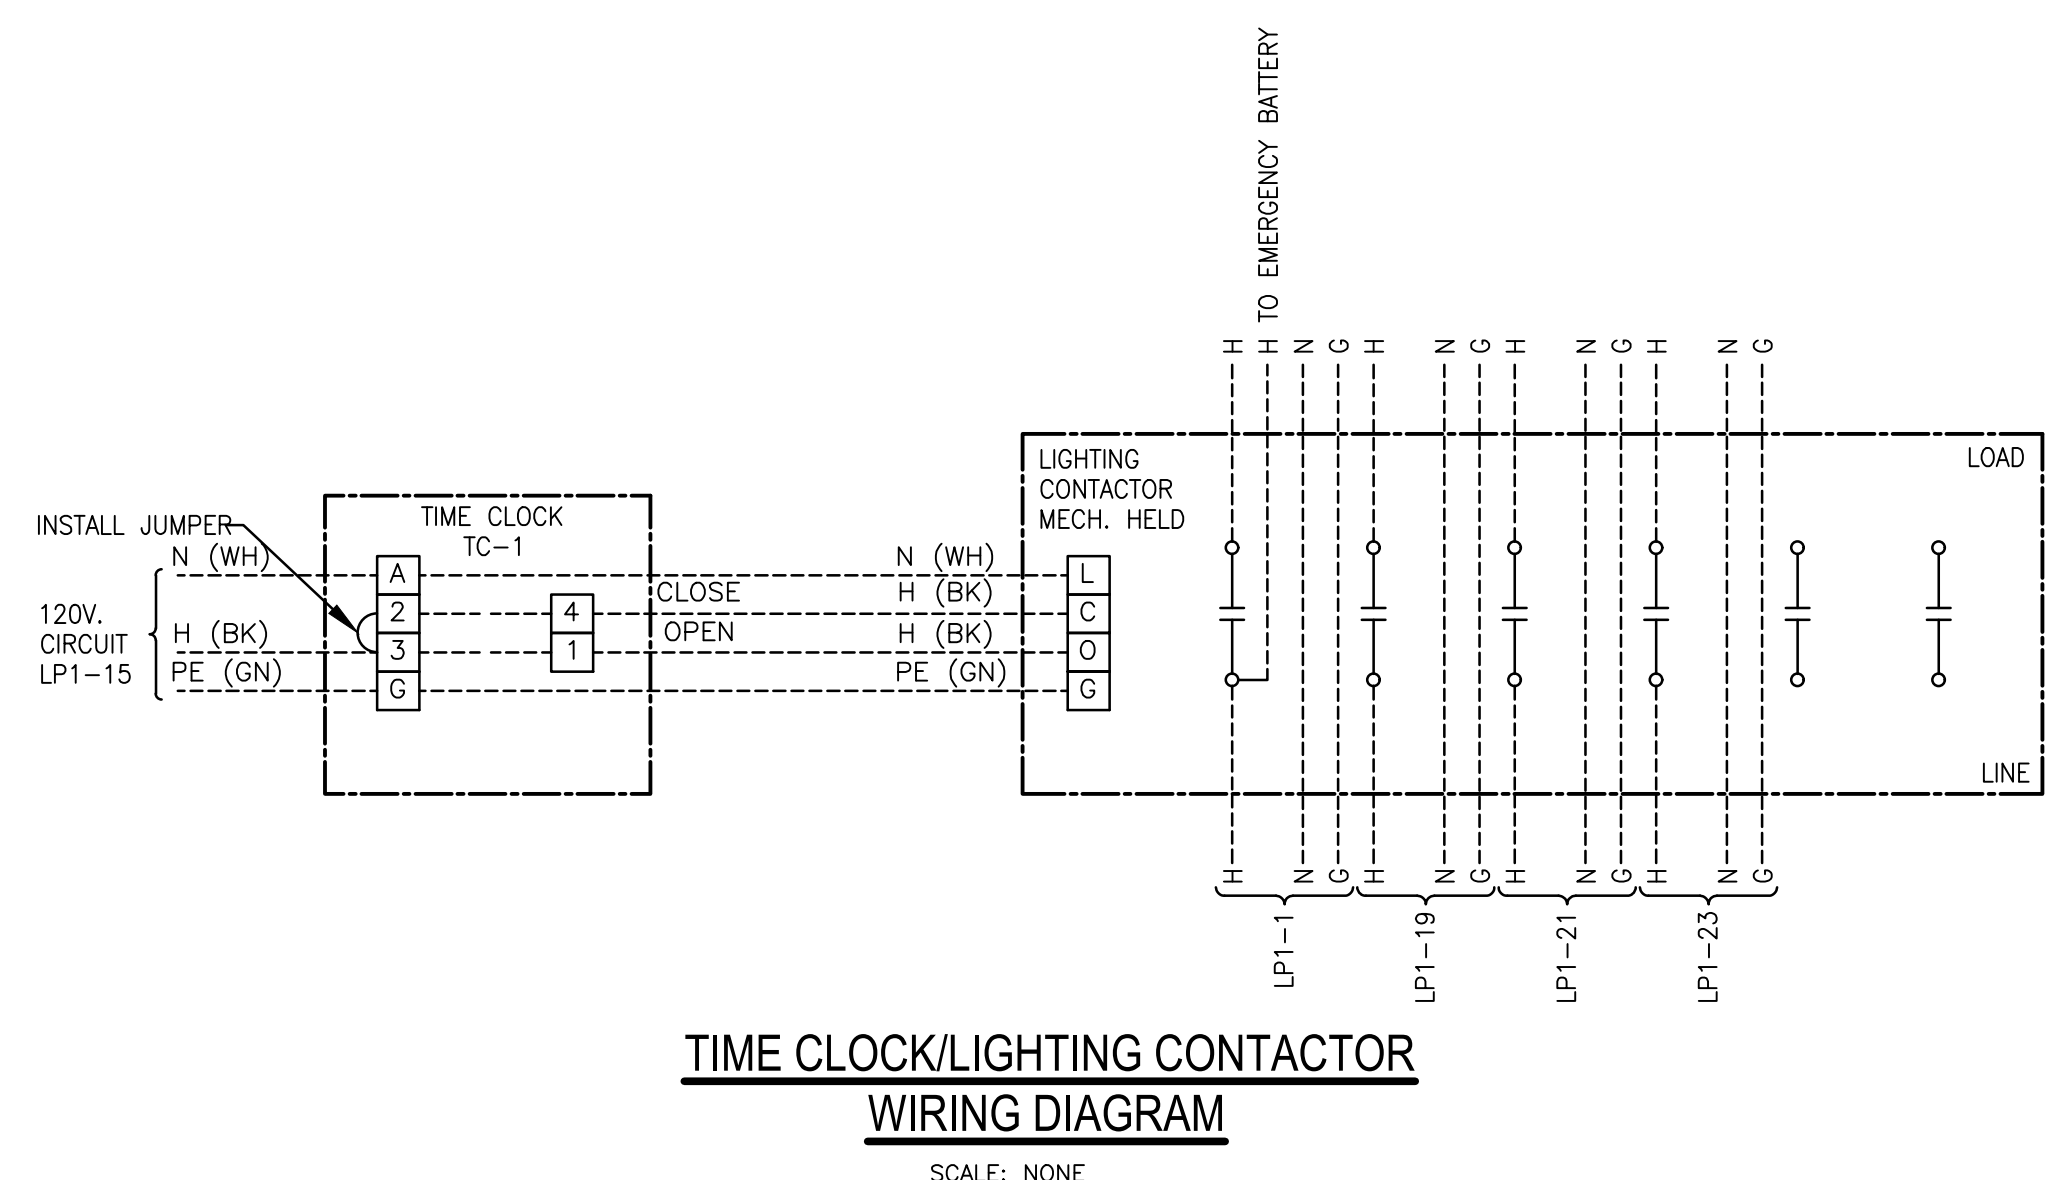 H TO EMERGENCY BATTERY
H N G H N G H N G H N G
LIGHTING
CONTACTOR
MECH. HELD
LOAD
INSTALL JUMPER
TIME CLOCK
TC-1
N (WH)
A
N (WH)
L
120V.
CIRCUIT
LP1-15
2
4
CLOSE
H (BK)
C
H (BK)
3
1
OPEN
H (BK)
O
PE (GN)
G
PE (GN)
G
LINE
H N G H N G H N G H N G
LP1-1
LP1-19
LP1-21
LP1-23
TIME CLOCK/LIGHTING CONTACTOR
WIRING DIAGRAM
SCALE: NONE